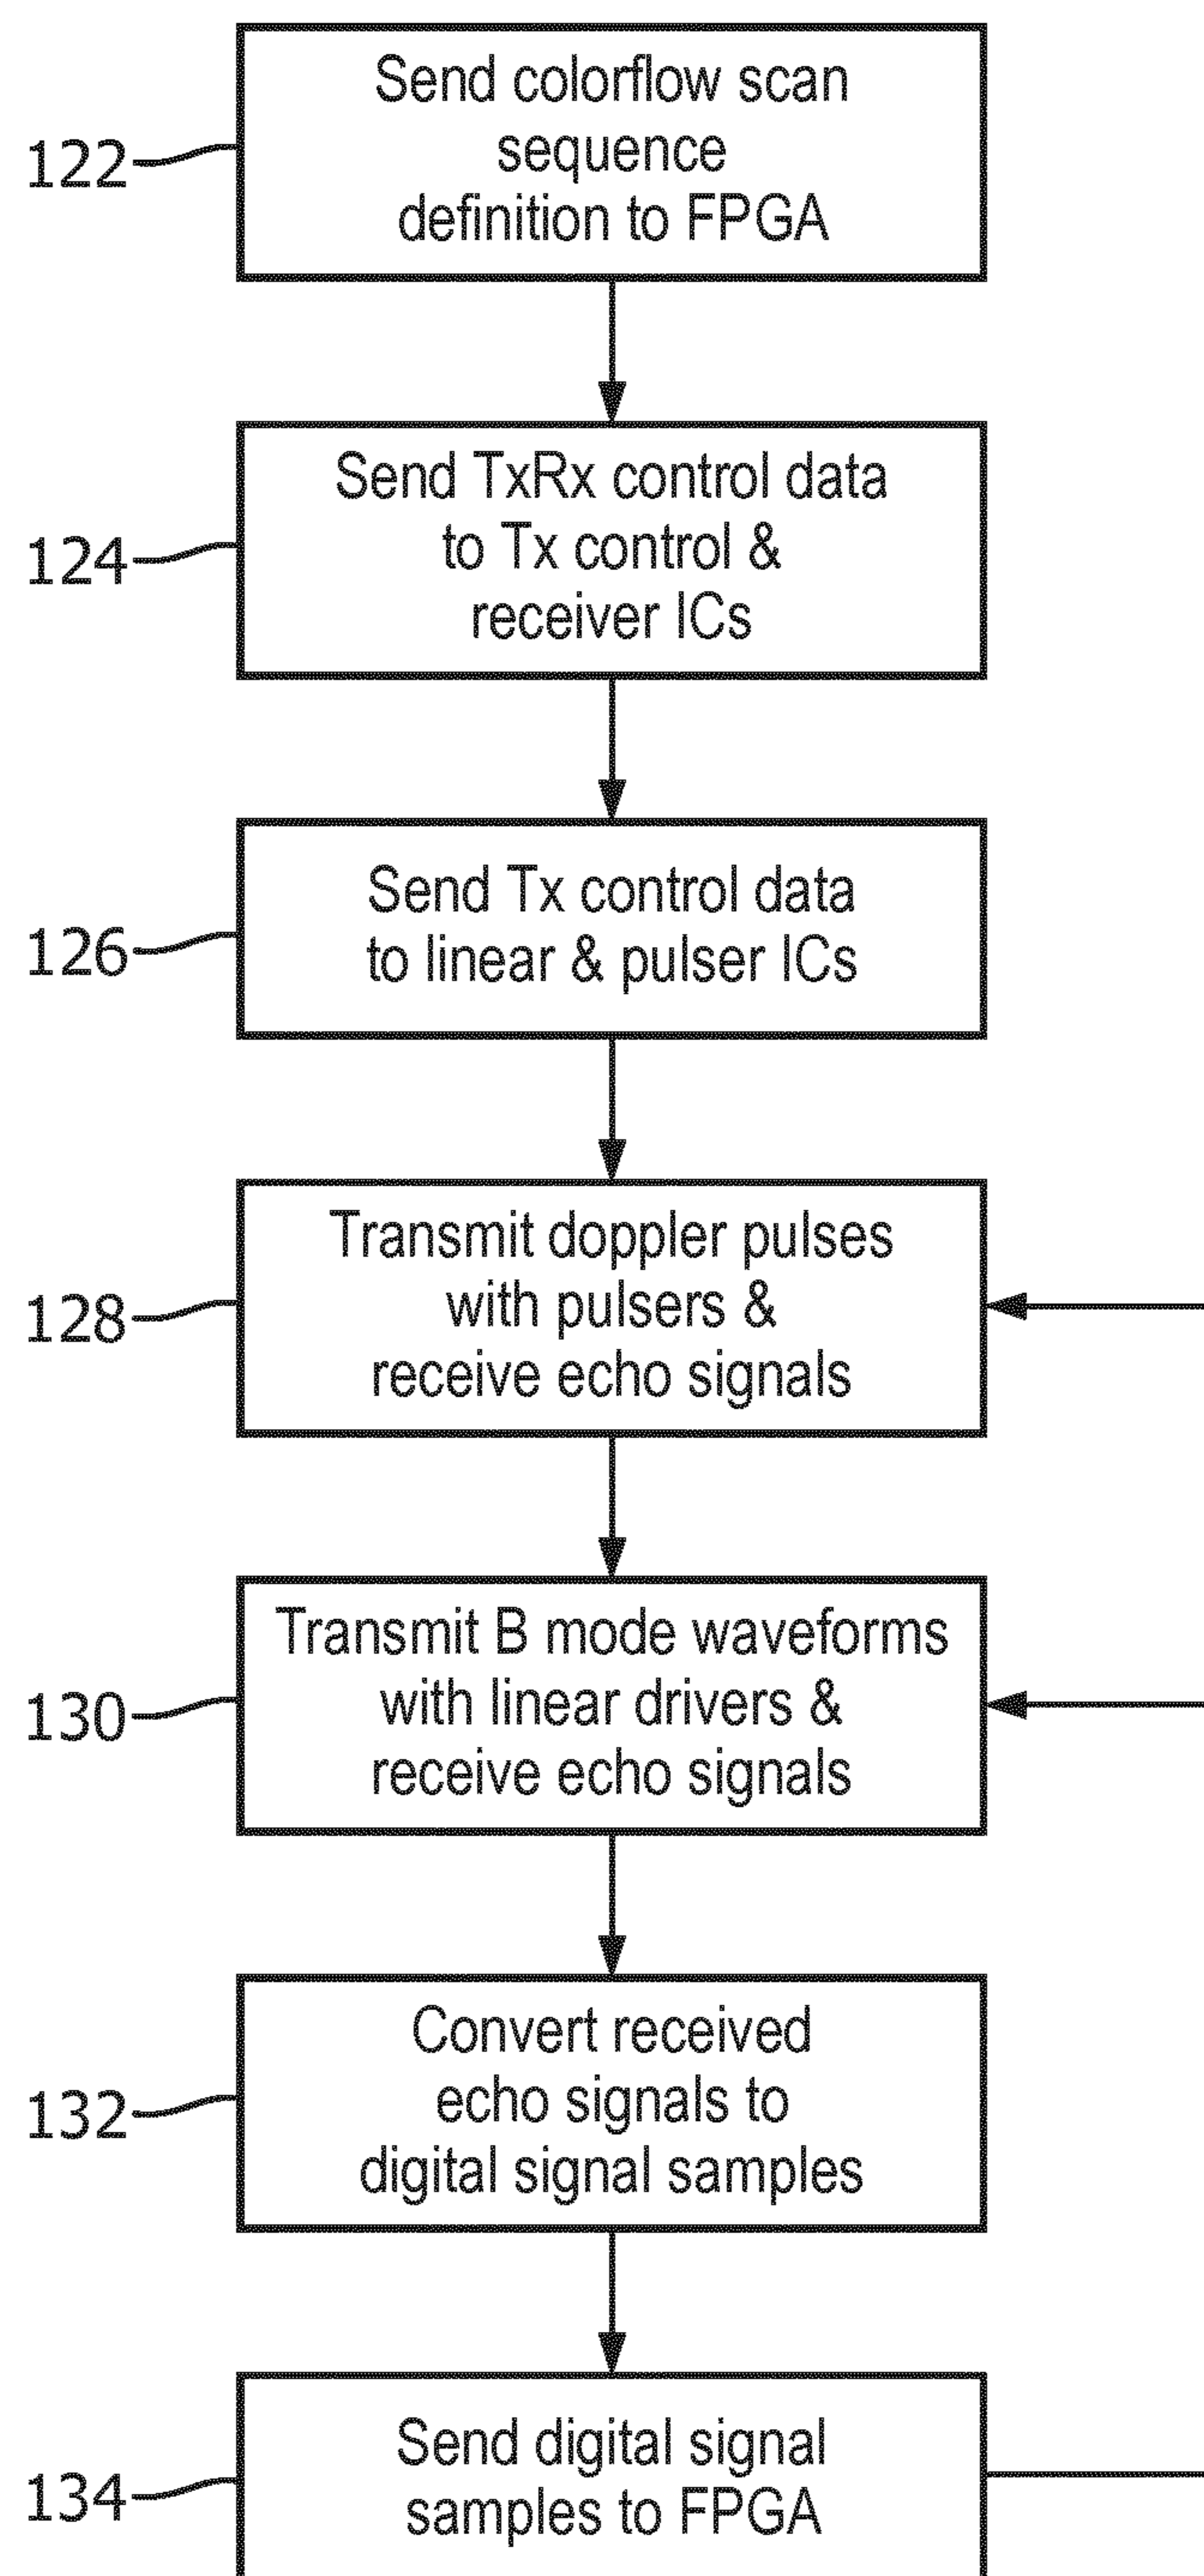 Send colorflow scan
sequence
definition to FPGA
122
Send TxRx control data
to Tx control &
receiver ICs
124
Send Tx control data
to linear & pulser ICs
126
Transmit doppler pulses
with pulsers &
receive echo signals
128
Transmit B mode waveforms
with linear drivers &
receive echo signals
130
Convert received
echo signals to
digital signal samples
132
Send digital signal
samples to FPGA
134